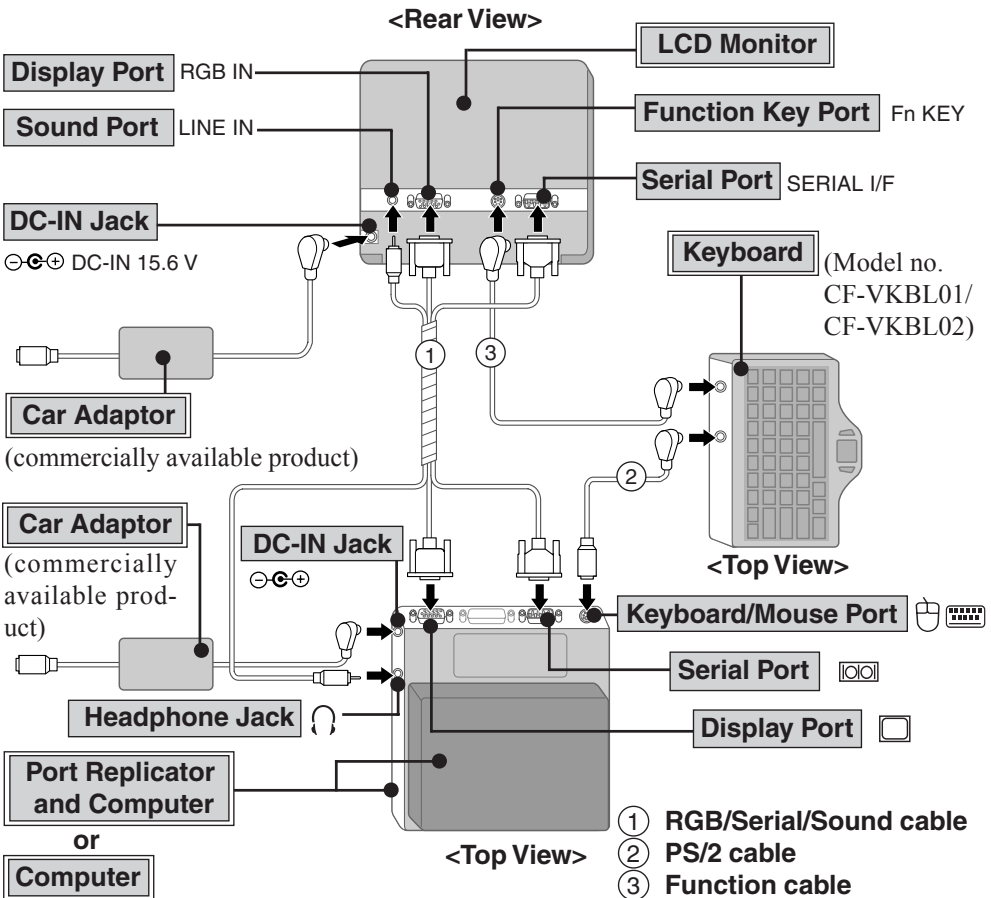 <Rear View>
LCD Monitor
Display Port RGB IN
Sound Port LINE IN
Function Key Port Fn KEY
Serial Port SERIAL I/F
DC-IN Jack
DC-IN 15.6 V
Keyboard
(Model no.
CF-VKBL01/
CF-VKBL02)
1
3
Car Adaptor
(commercially available product)
2
Car Adaptor
(commercially
available prod-
uct)
DC-IN Jack
<Top View>
Keyboard/Mouse Port
Serial Port
Headphone Jack
Display Port
Port Replicator
and Computer
or
Computer
<Top View>
1 RGB/Serial/Sound cable
2 PS/2 cable
3 Function cable